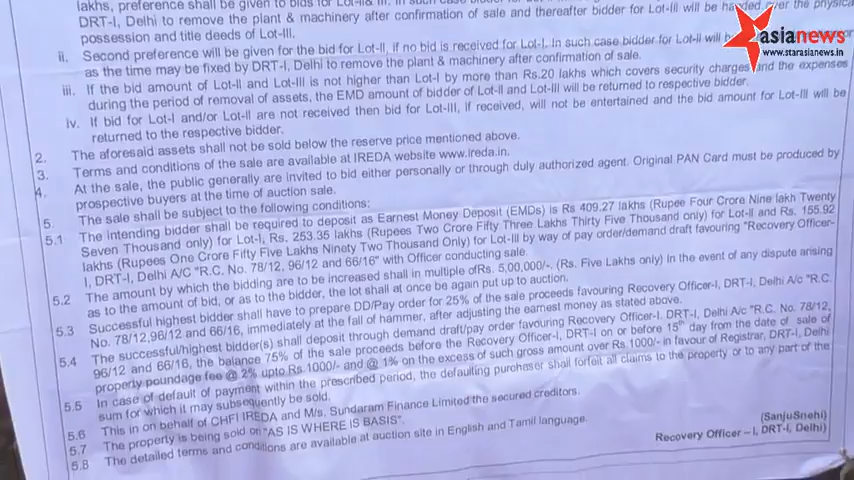 lakhs, preference shall be given to bids for Lot-II& III. In such case bidder for Lot-II
DRT-I, Delhi to remove the plant & machinery after confirmation of sale and thereafter bidder for Lot-III will be handed over the physical
possession and title deeds of Lot-III.
ii. Second preference will be given for the bid for Lot-II, if no bid is received for Lot-I. In such case bidder for Lot-II will
as the time may be fixed by DRT-I, Delhi to remove the plant & machinery after confirmation of sale.
iii. If the bid amount of Lot-II and Lot-III is not higher than Lot-I by more than Rs.20 lakhs which covers security charges and the expenses
during the period of removal of assets, the EMD amount of bidder of Lot-II and Lot-III will be returned to respective bidder.
iv. If bid for Lot-I and/or Lot-II are not received then bid for Lot-III, if received, will not be entertained and the bid amount for Lot-III will be
returned to the respective bidder.
2. The aforesaid assets shall not be sold below the reserve price mentioned above.
3. Terms and conditions of the sale are available at IREDA website www.ireda.in.
4. At the sale, the public generally are invited to bid either personally or through duly authorized agent. Original PAN Card must be produced by
prospective buyers at the time of auction sale.
5. The sale shall be subject to the following conditions:
5.1 The intending bidder shall be required to deposit as Earnest Money Deposit (EMDs) is Rs 409.27 lakhs (Rupee Four Crore Nine lakh Twenty
Seven Thousand only) for Lot-I, Rs. 253.35 lakhs (Rupees Two Crore Fifty Three Lakhs Thirty Five Thousand only) for Lot-II and Rs. 155.92
lakhs (Rupees One Crore Fifty Five Lakhs Ninety Two Thousand Only) for Lot-III by way of pay order/demand draft favouring "Recovery Officer-
I, DRT-I, Delhi A/C "R.C. No. 78/12, 96/12 and 66/16" with Officer conducting sale.
5.2 The amount by which the bidding are to be increased shall in multiple ofRs. 5,00,000/-. (Rs. Five Lakhs only) In the event of any dispute arising
as to the amount of bid, or as to the bidder, the lot shall at once be again put up to auction.
5.3 Successful highest bidder shall have to prepare DD/Pay order for 25% of the sale proceeds favouring Recovery Officer-I, DRT-I, Delhi A/c "R.C.
No. 78/12,96/12 and 66/16, immediately at the fall of hammer, after adjusting the earnest money as stated above.
5.4 The successful/highest bidder(s) shall deposit through demand draft/pay order favouring Recovery Officer-I, DRT-I, Delhi A/c "R.C. No. 78/12,
96/12 and 66/16, the balance 75% of the sale proceeds before the Recovery Officer-I, DRT-I on or before 15th day from the date of sale of
property poundage fee @ 2% upto Rs.1000/- and @ 1% on the excess of such gross amount over Rs.1000/- in favour of Registrar, DRT-I, Delhi
5.5 In case of default of payment within the prescribed period, the defaulting purchaser shall forfeit all claims to the property or to any part of the
sum for which it may subsequently be sold.
5.6 This in on behalf of CHFI IREDA and M/s. Sundaram Finance Limited the secured creditors.
5.7 The property is being sold on "AS IS WHERE IS BASIS".
5.8 The detailed terms and conditions are available at auction site in English and Tamil language.
(SanjuSnehi)
Recovery Officer – I, DRT-I, Delhi)
asianews
www.starasianews.in